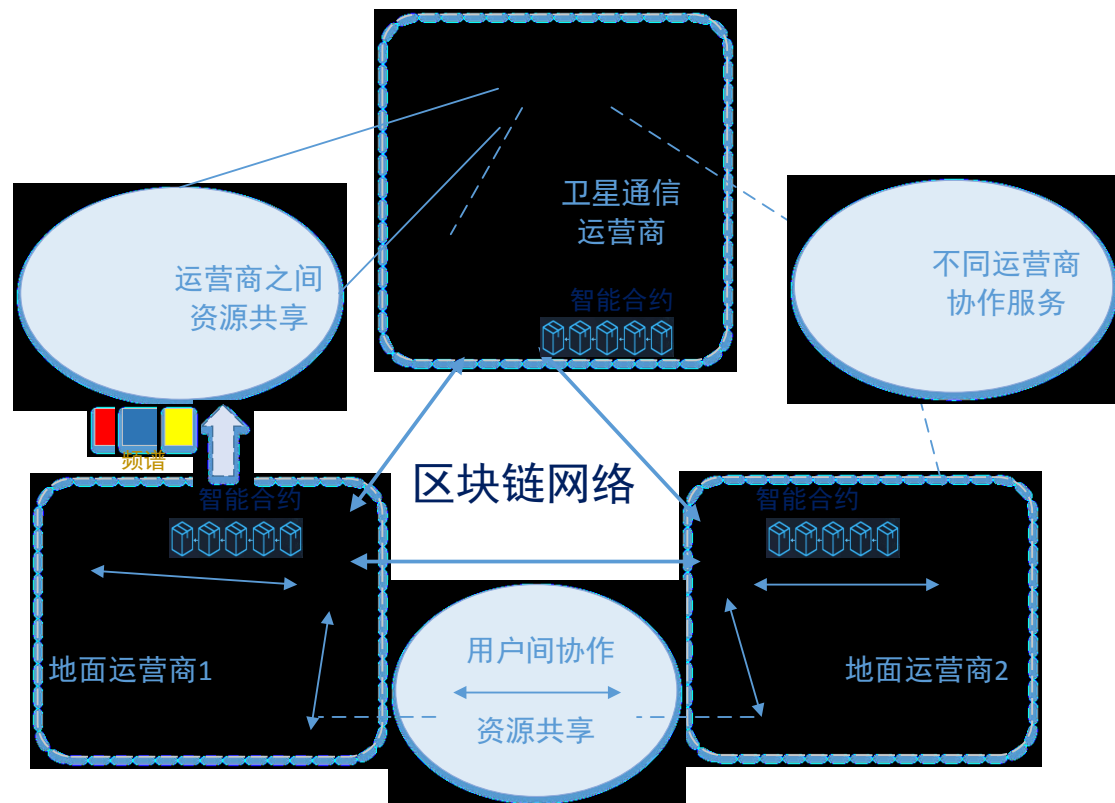 卫星通信
运营商
智能合约
运营商之间
资源共享
不同运营商
协作服务
频谱
区块链网络
智能合约
地面运营商1
智能合约
地面运营商2
用户间协作
资源共享